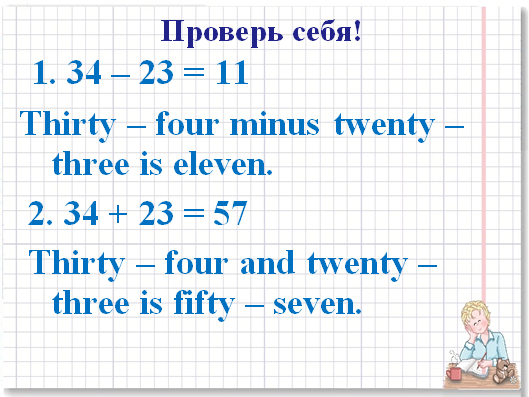 Проверь себя!
1. 34 – 23 = 11
Thirty – four minus twenty –
three is eleven.
2. 34 + 23 = 57
Thirty – four and twenty –
three is fifty – seven.